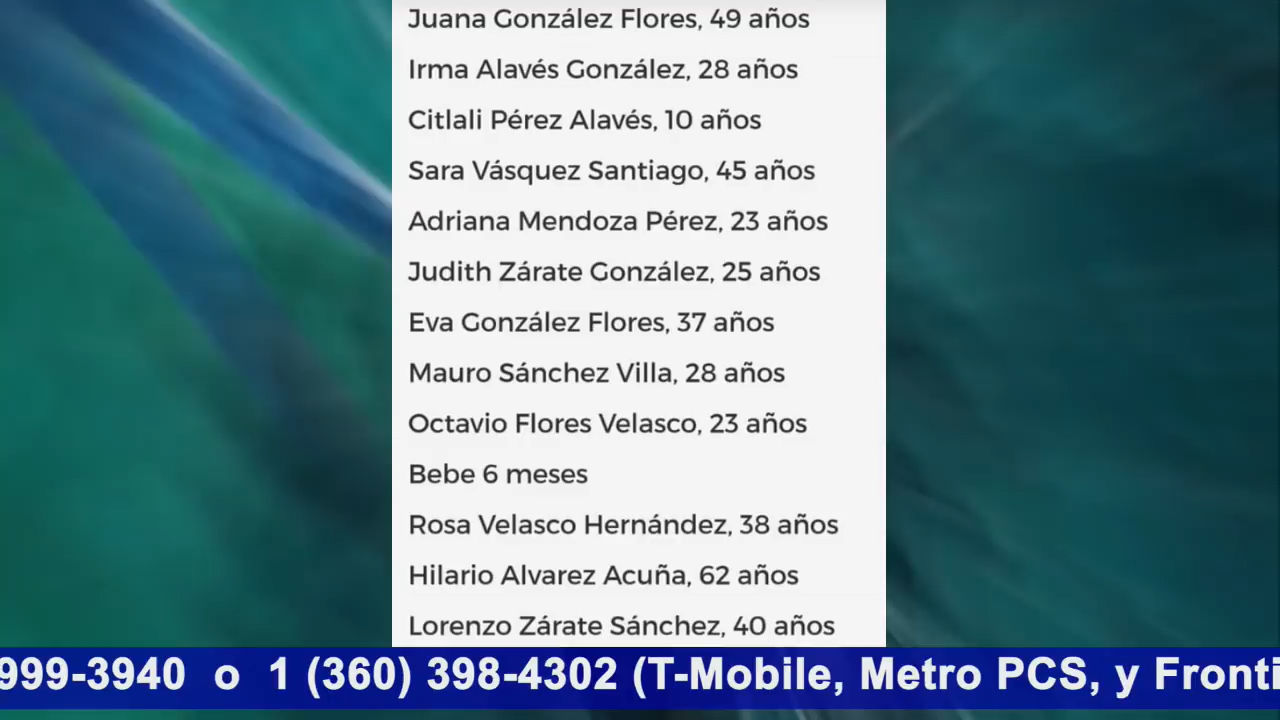 Juana González Flores, 49 años
Irma Alavés González, 28 años
Citlali Pérez Alavés, 10 años
Sara Vásquez Santiago, 45 años
Adriana Mendoza Pérez, 23 años
Judith Zárate González, 25 años
Eva González Flores, 37 años
Mauro Sánchez Villa, 28 años
Octavio Flores Velasco, 23 años
Bebe 6 meses
Rosa Velasco Hernández, 38 años
Hilario Alvarez Acuña, 62 años
Lorenzo Zárate Sánchez, 40 años
999-3940 o 1 (360) 398-4302 (T-Mobile, Metro PCS, y Fronti